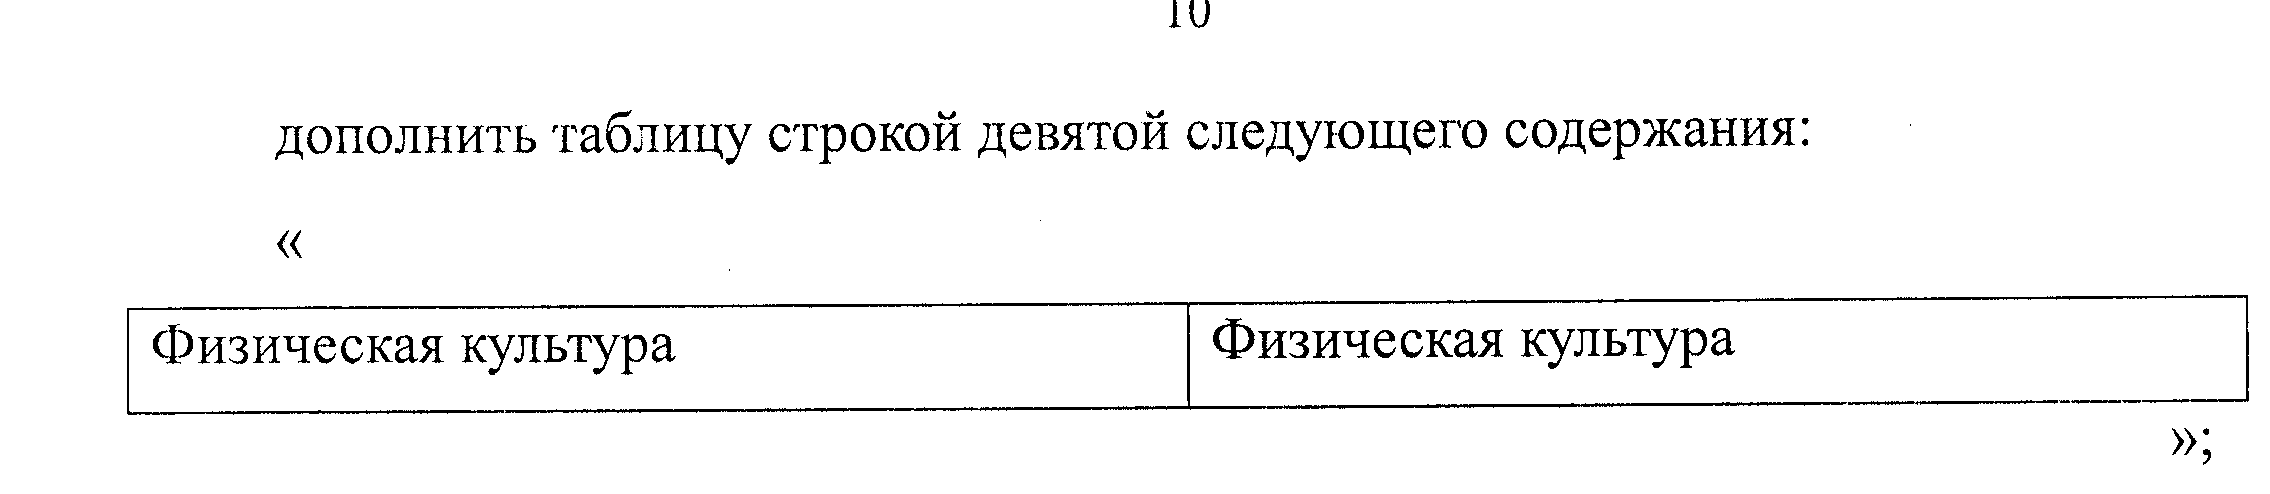 10
дополнить таблицу строкой девятой следующего содержания:
«
Физическая культура Физическая культура
»;